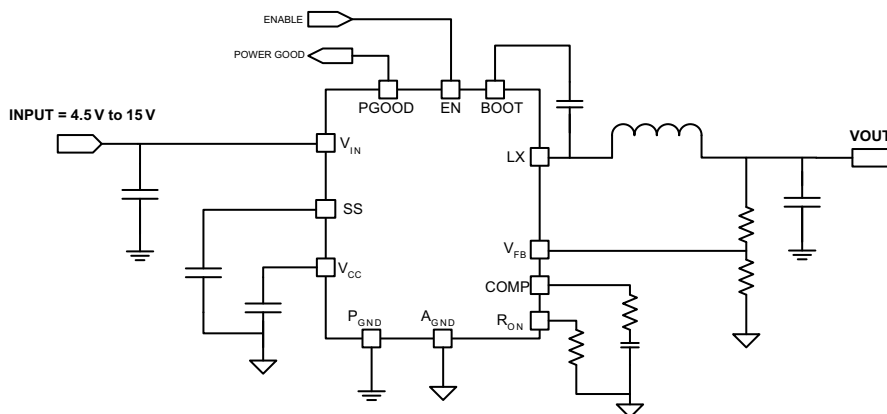 ENABLE
POWER GOOD
PGOOD
EN
BOOT
INPUT = 4.5 V to 15 V
VIN
LX
VOUT
SS
VFB
VCC
COMP
PGND
AGND
RON